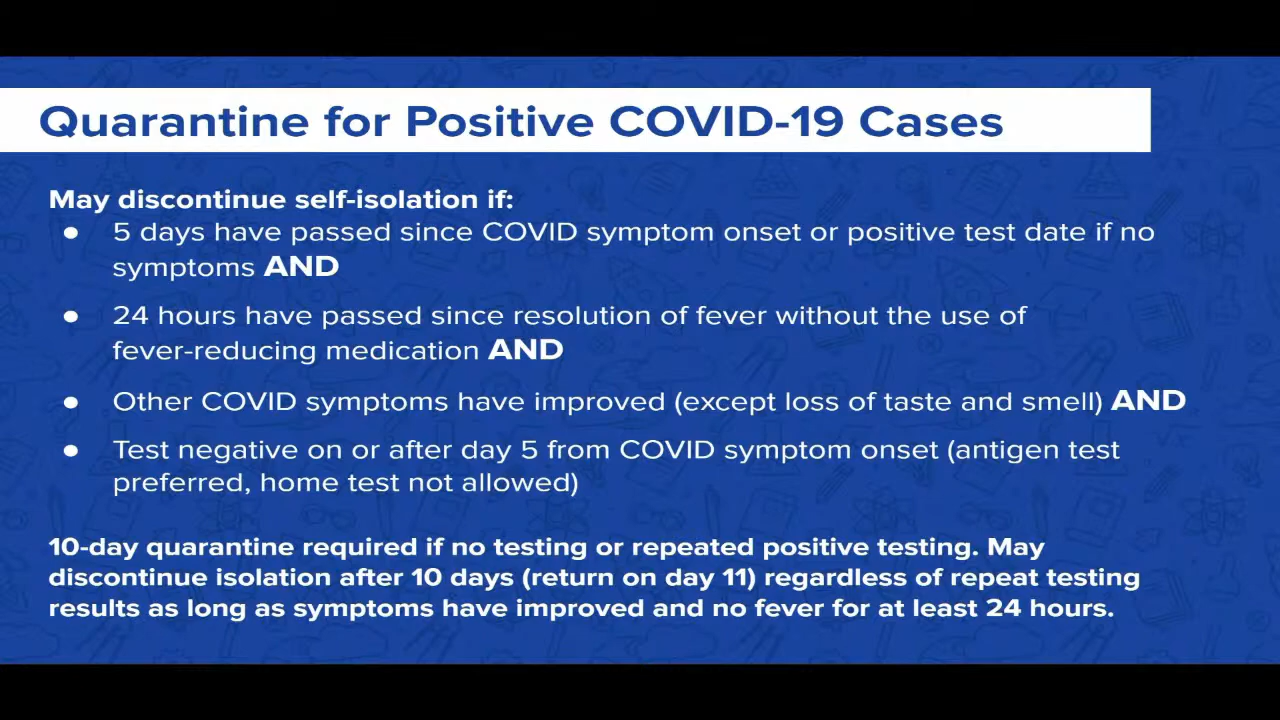 Quarantine for Positive COVID-19 Cases
May discontinue self-isolation if:
● 5 days have passed since COVID symptom onset or positive test date if no
symptoms AND
● 24 hours have passed since resolution of fever without the use of
fever-reducing medication AND
● Other COVID symptoms have improved (except loss of taste and smell) AND
● Test negative on or after day 5 from COVID symptom onset (antigen test
preferred, home test not allowed)
10-day quarantine required if no testing or repeated positive testing. May
discontinue isolation after 10 days (return on day 11) regardless of repeat testing
results as long as symptoms have improved and no fever for at least 24 hours.